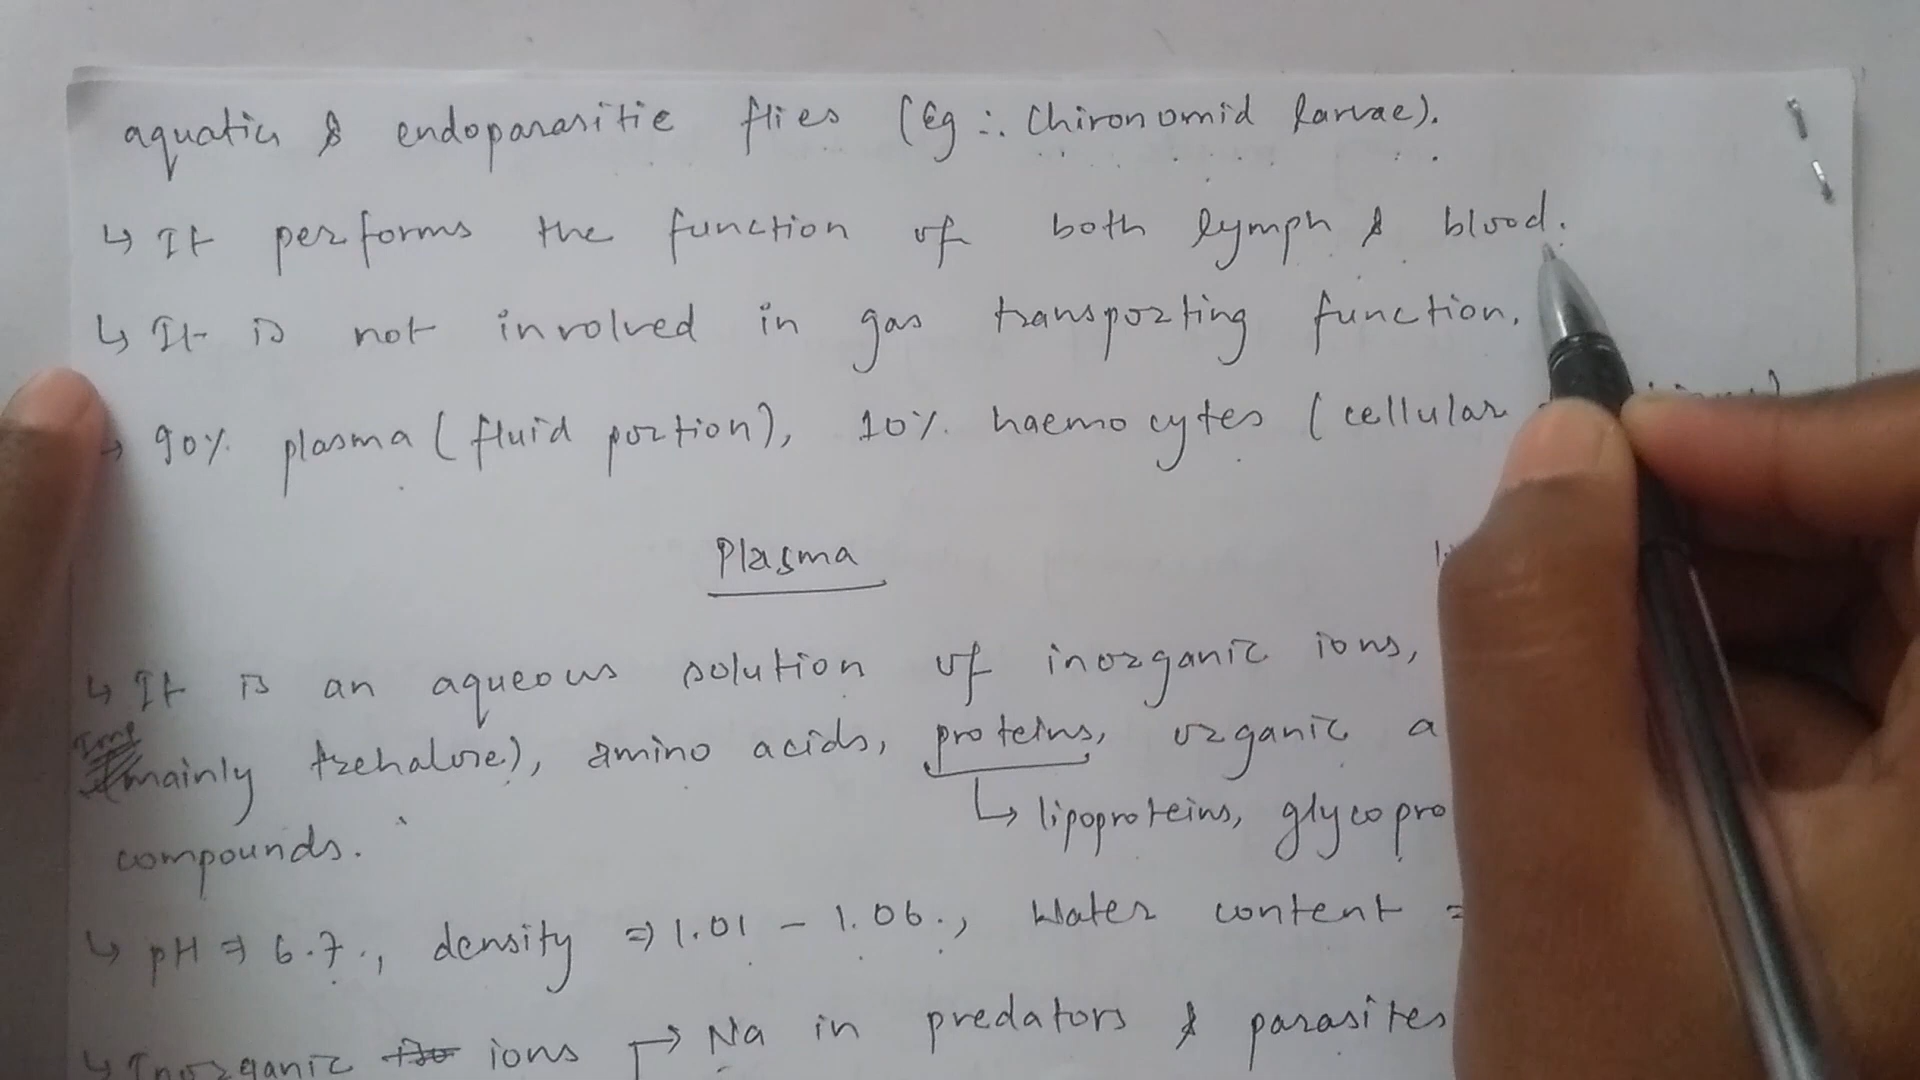 aquatic & endoparasitic flies (Eg :. Chironomid larvae).
↳ It performs the function of both lymph & blood.
↳ It is not involved in gas transporting function.
↳ 90% plasma (fluid portion), 10% haemocytes (cellular
Plasma
↳ It is an aqueous solution of inorganic ions,
Imp
(mainly trehalose), amino acids, proteins, organic a
↳ lipoproteins, glycopro
compounds.
↳ pH ⇒ 6.7., density ⇒ 1.01 - 1.06., Water content =
↳ Inorganic ions → Na in predators & parasites